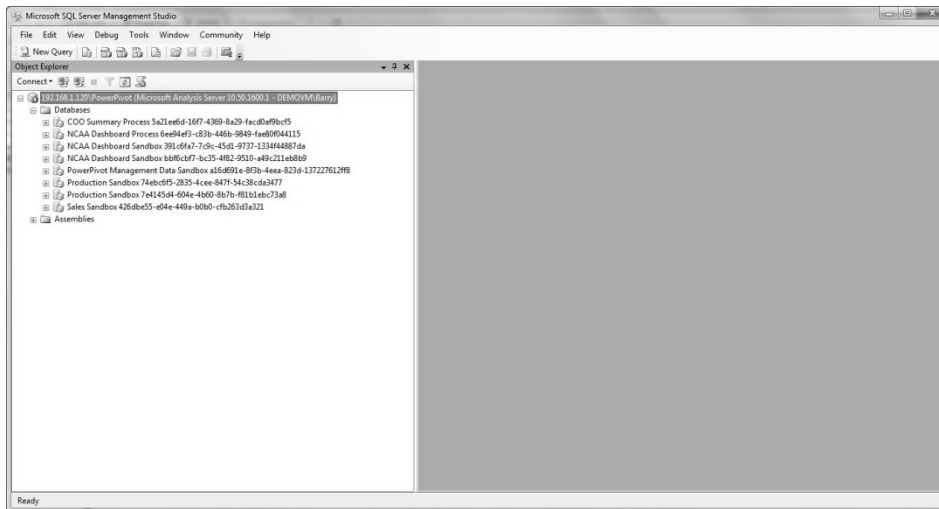 Microsoft SQL Server Management Studio
File Edit View Debug Tools Window Community Help
New Query
Object Explorer
Connect
192.168.1.120\PowerPivot (Microsoft Analysis Server 10.50.1600.1 - DEMOVM\Barry)
Databases
COO Summary Process 5a21ee6d-16f7-4369-8a29-facd0af9bcf5
NCAA Dashboard Process 6ee94ef3-c83b-446b-9849-fae80f044115
NCAA Dashboard Sandbox 391c6fa7-7c9c-45d1-9737-1334f44887da
NCAA Dashboard Sandbox bbf6cbf7-bc35-4f82-9510-a49c211eb8b9
PowerPivot Management Data Sandbox a16d691e-8f3b-4eea-823d-137227612ff8
Production Sandbox 74ebc6f5-2835-4cee-847f-54c38cda3477
Production Sandbox 7e4145d4-604e-4b60-8b7b-f81b1ebc73a8
Sales Sandbox 426dbe55-e04e-449a-b0b0-cfb263d3a321
Assemblies
Ready